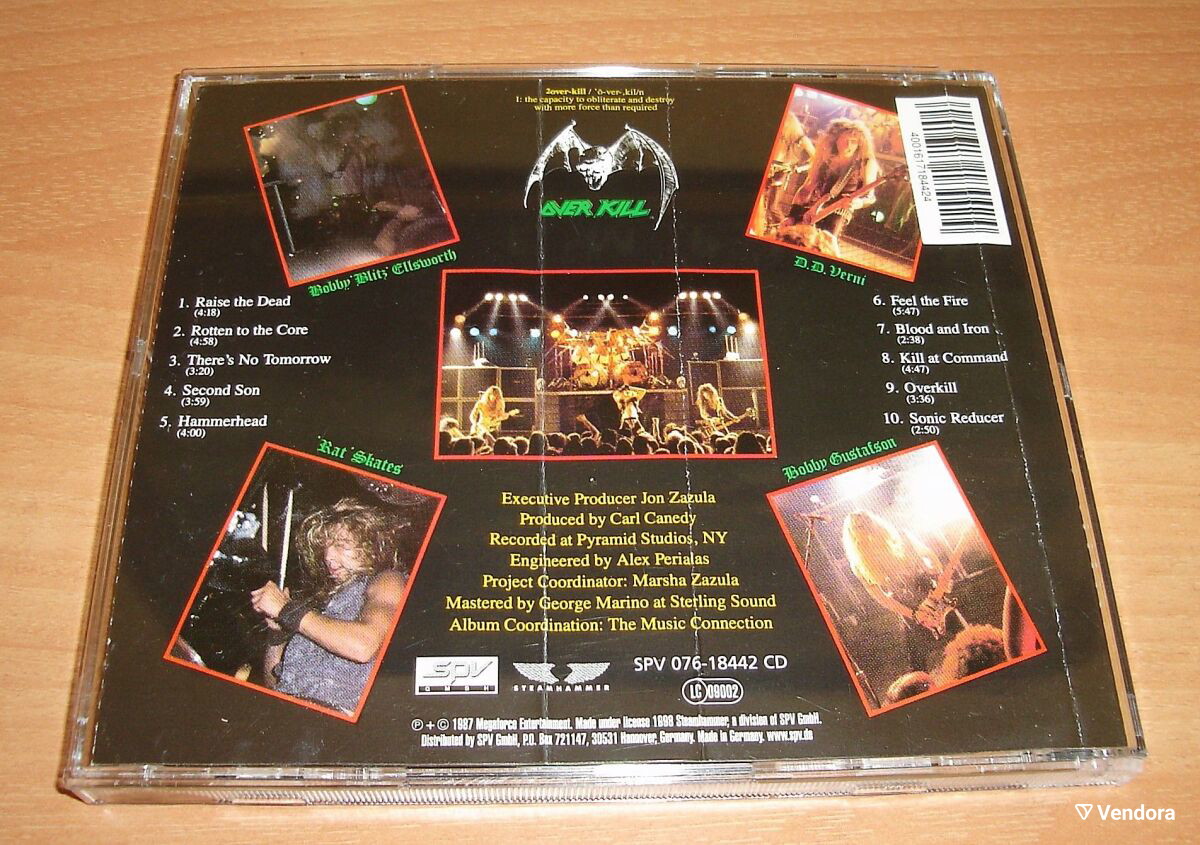 2over-kill / ʹō-ver-,kil/n
1: the capacity to obliterate and destroy
with more force than required
OVER KILL
4001617184424
Bobby 'Blitz' Ellsworth
D.D. Verni
1. Raise the Dead
(4:18)
2. Rotten to the Core
(4:58)
3. There's No Tomorrow
(3:20)
4. Second Son
(3:59)
5. Hammerhead
(4:00)
6. Feel the Fire
(5:47)
7. Blood and Iron
(2:38)
8. Kill at Command
(4:47)
9. Overkill
(3:36)
10. Sonic Reducer
(2:50)
'Rat' Skates
Bobby Gustafson
Executive Producer Jon Zazula
Produced by Carl Canedy
Recorded at Pyramid Studios, NY
Engineered by Alex Perialas
Project Coordinator: Marsha Zazula
Mastered by George Marino at Sterling Sound
Album Coordination: The Music Connection
spv
GMBH
STEAMHAMMER
SPV 076-18442 CD
LC 09002
℗ + © 1987 Megaforce Entertainment. Made under license 1998 Steamhammer, a division of SPV GmbH.
Distributed by SPV GmbH, P.O. Box 721147, 30531 Hannover, Germany. Made in Germany. www.spv.de
Vendora